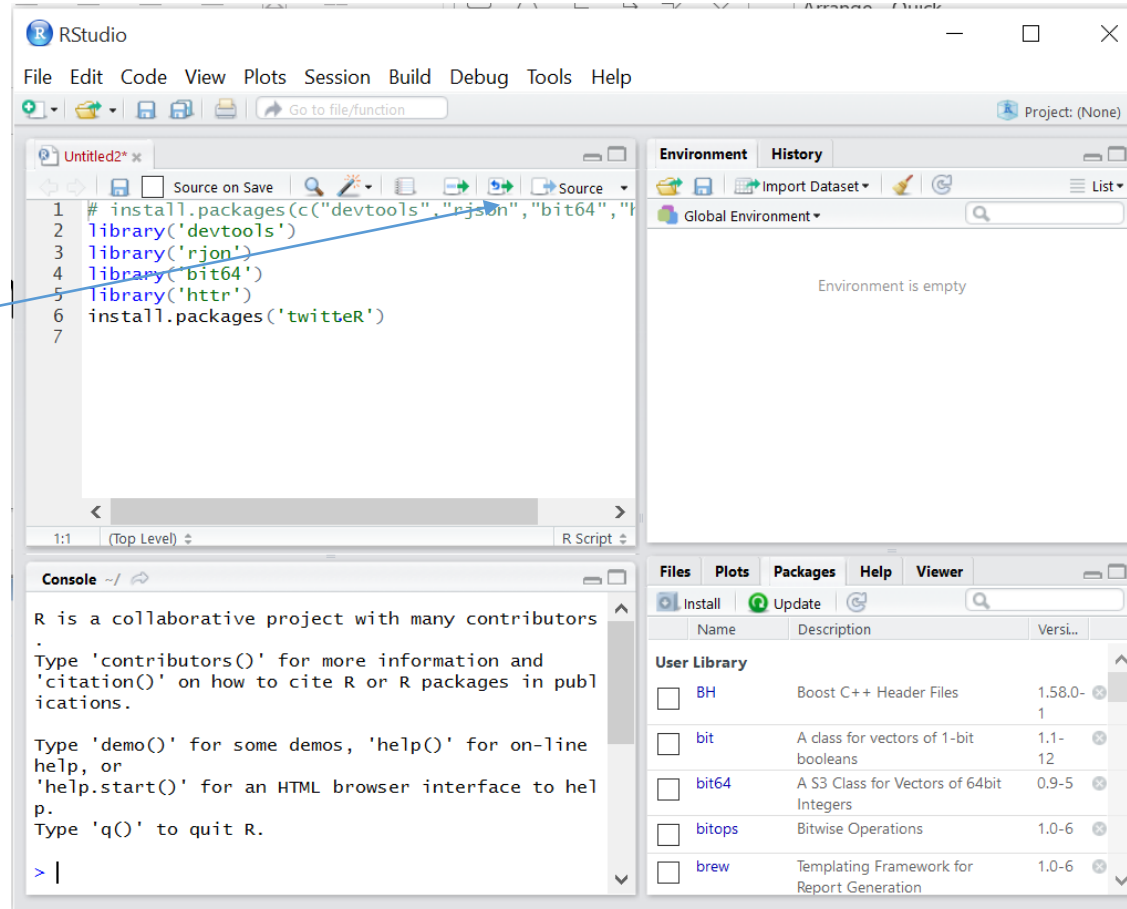 Arrange Quick
RStudio
File Edit Code View Plots Session Build Debug Tools Help
Go to file/function
Project: (None)
Untitled2*
Source on Save
Source
1 # install.packages(c("devtools","rjson","bit64","h
2 library('devtools')
3 library('rjon')
4 library('bit64')
5 library('httr')
6 install.packages('twitteR')
7
1:1 (Top Level) R Script
Console ~/
R is a collaborative project with many contributors
.
Type 'contributors()' for more information and
'citation()' on how to cite R or R packages in publ
ications.
Type 'demo()' for some demos, 'help()' for on-line
help, or
'help.start()' for an HTML browser interface to hel
p.
Type 'q()' to quit R.
>
Environment History
Import Dataset List
Global Environment
Environment is empty
Files Plots Packages Help Viewer
Install Update
Name Description Versi...
User Library
BH Boost C++ Header Files 1.58.0-
1
bit A class for vectors of 1-bit 1.1-
booleans 12
bit64 A S3 Class for Vectors of 64bit 0.9-5
Integers
bitops Bitwise Operations 1.0-6
brew Templating Framework for 1.0-6
Report Generation